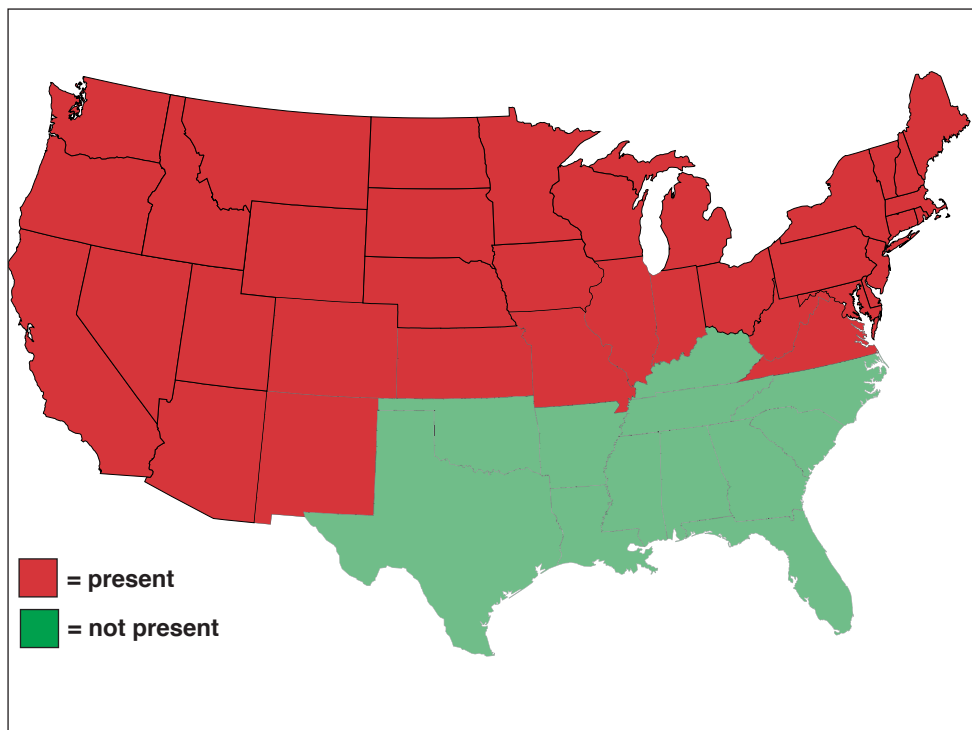 = present
= not present